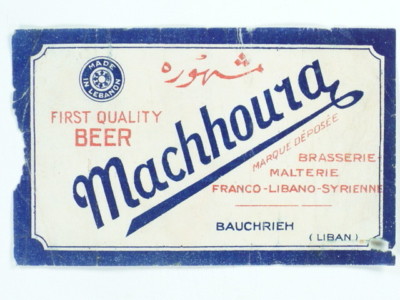 MADE
IN LEBANON
مشهوره
FIRST QUALITY
BEER
Machhoura
MARQUE DÉPOSÉE
BRASSERIE-
MALTERIE
FRANCO-LIBANO-SYRIENNE
BAUCHRIEH
(LIBAN)